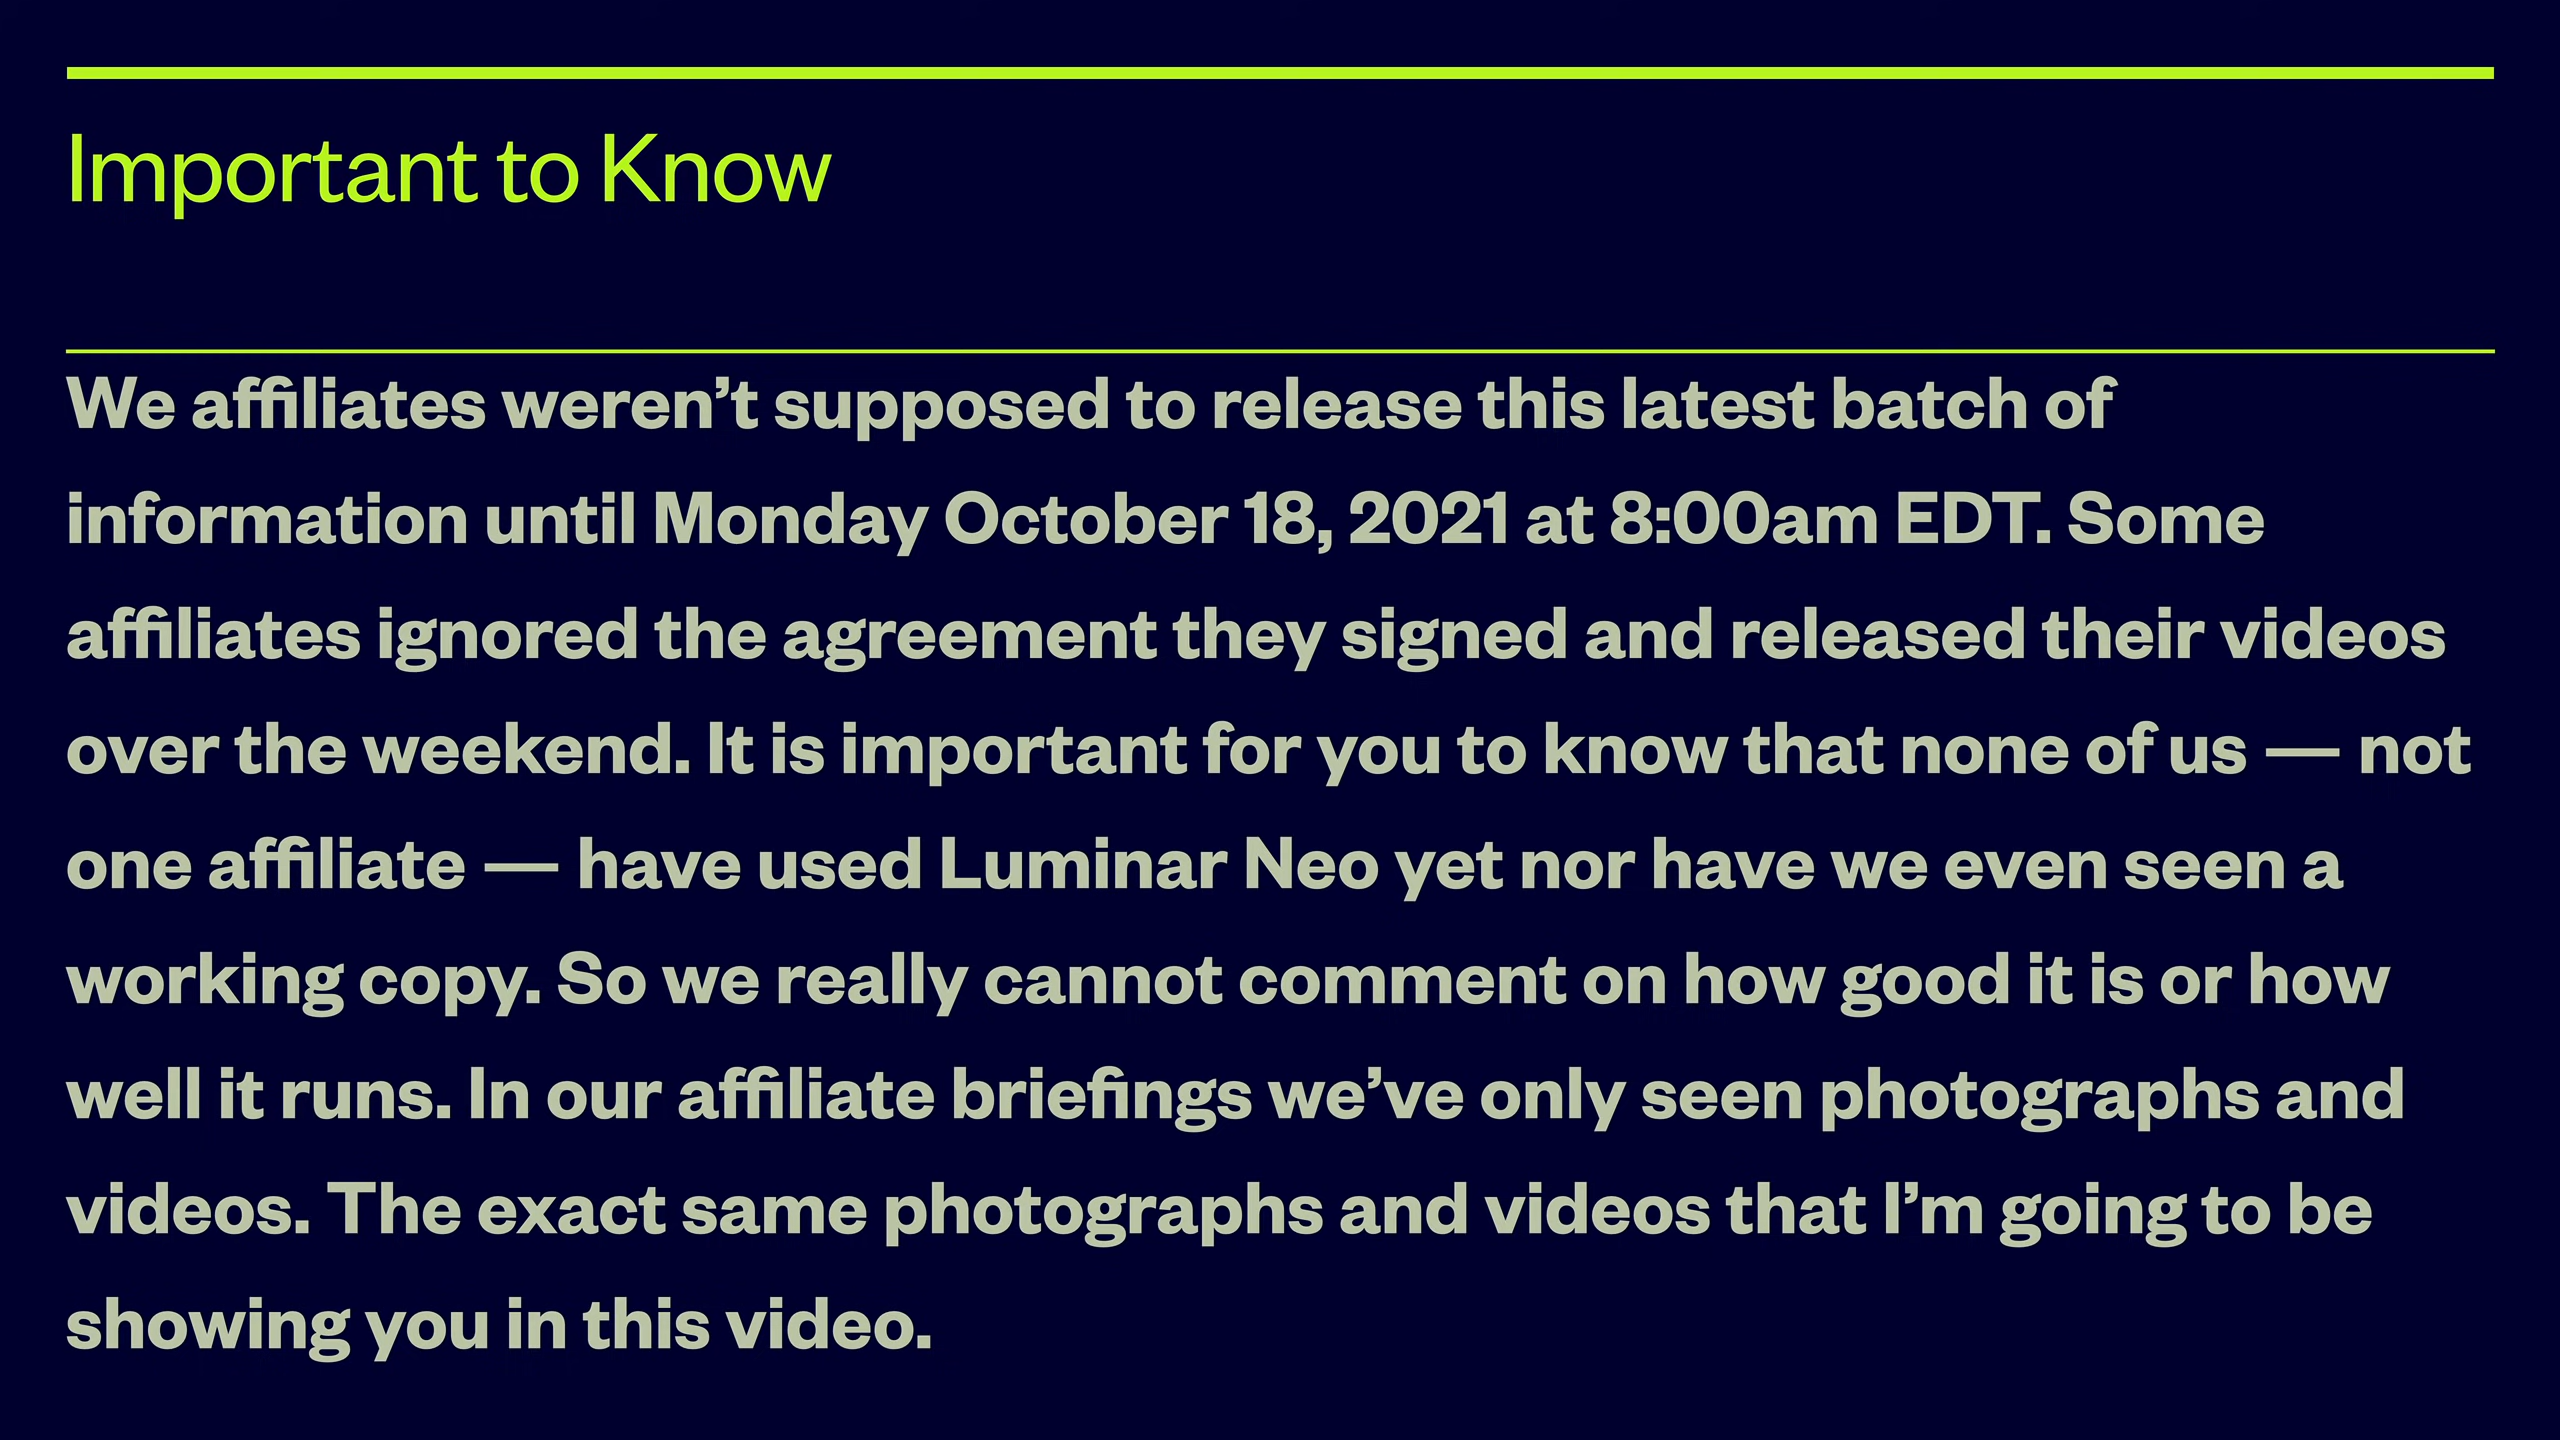 Important to Know
We affiliates weren’t supposed to release this latest batch of
information until Monday October 18, 2021 at 8:00am EDT. Some
affiliates ignored the agreement they signed and released their videos
over the weekend. It is important for you to know that none of us — not
one affiliate — have used Luminar Neo yet nor have we even seen a
working copy. So we really cannot comment on how good it is or how
well it runs. In our affiliate briefings we’ve only seen photographs and
videos. The exact same photographs and videos that I’m going to be
showing you in this video.